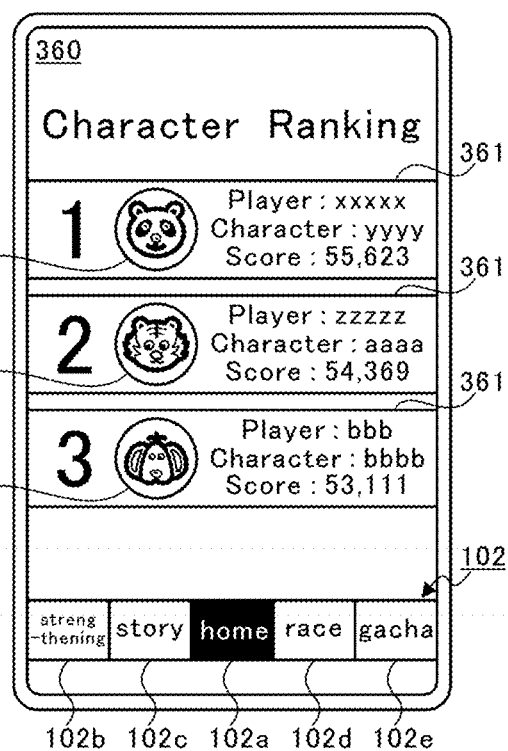 360
Character Ranking
361
1
Player : xxxxx
Character : yyyy
Score : 55,623
361
2
Player : zzzzz
Character : aaaa
Score : 54,369
361
3
Player : bbb
Character : bbbb
Score : 53,111
102
streng
-thening
story
home
race
gacha
102b 102c 102a 102d 102e